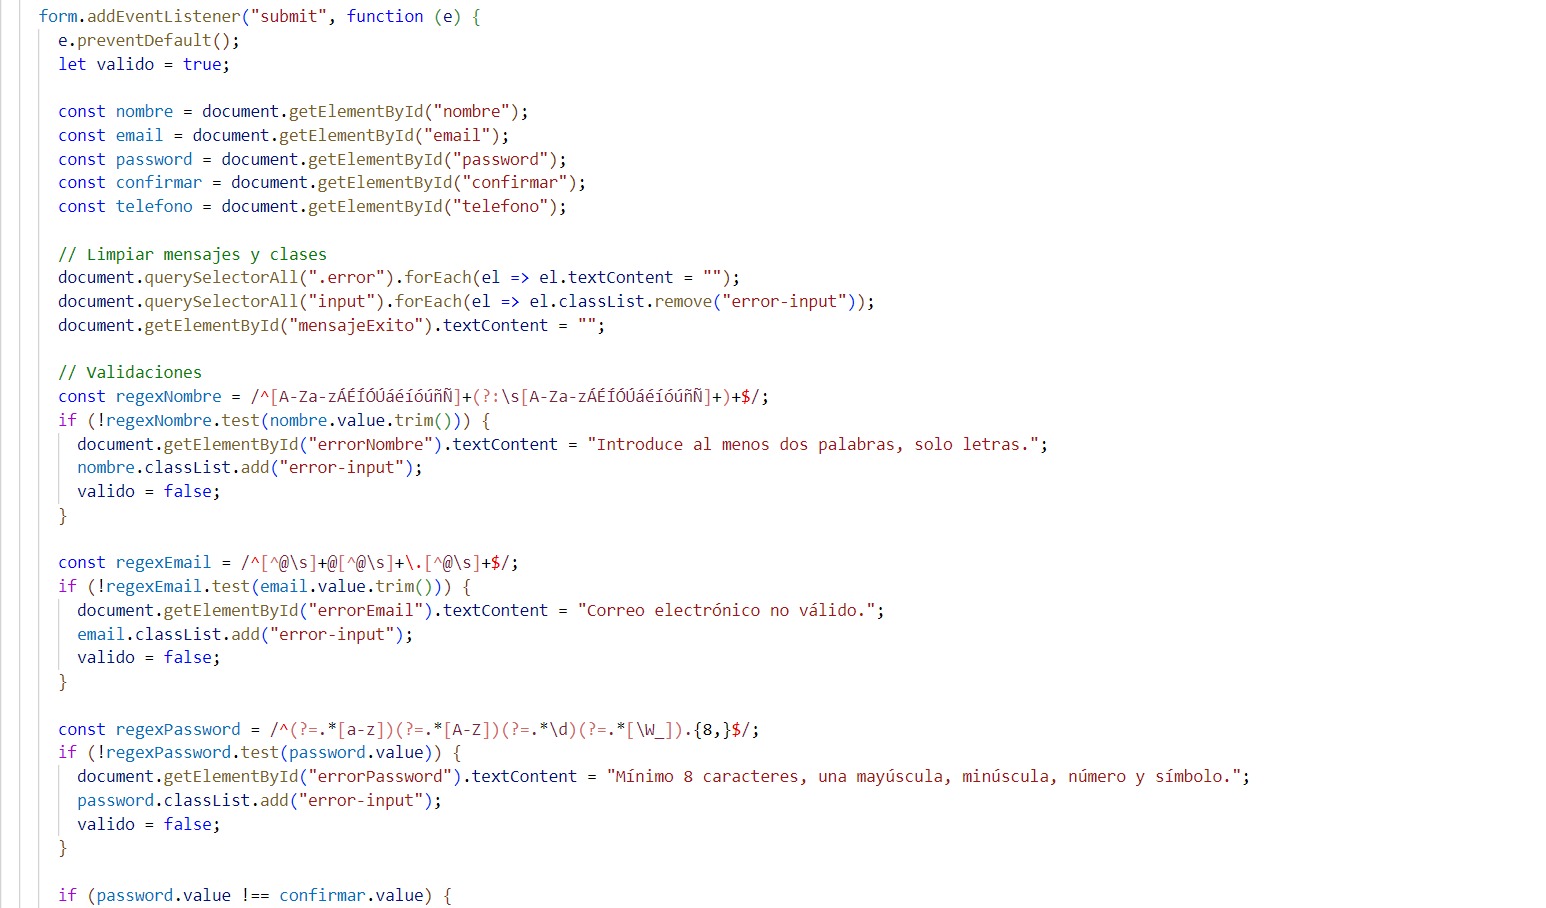 form.addEventListener("submit", function (e) {
e.preventDefault();
let valido = true;
const nombre = document.getElementById("nombre");
const email = document.getElementById("email");
const password = document.getElementById("password");
const confirmar = document.getElementById("confirmar");
const telefono = document.getElementById("telefono");
// Limpiar mensajes y clases
document.querySelectorAll(".error").forEach(el => el.textContent = "");
document.querySelectorAll("input").forEach(el => el.classList.remove("error-input"));
document.getElementById("mensajeExito").textContent = "";
// Validaciones
const regexNombre = /^[A-Za-zÁÉÍÓÚáéíóúñÑ]+(?:\s[A-Za-zÁÉÍÓÚáéíóúñÑ]+)+$/;
if (!regexNombre.test(nombre.value.trim())) {
document.getElementById("errorNombre").textContent = "Introduce al menos dos palabras, solo letras.";
nombre.classList.add("error-input");
valido = false;
}
const regexEmail = /^[^@\s]+@[^@\s]+\.[^@\s]+$/;
if (!regexEmail.test(email.value.trim())) {
document.getElementById("errorEmail").textContent = "Correo electrónico no válido.";
email.classList.add("error-input");
valido = false;
}
const regexPassword = /^(?=.*[a-z])(?=.*[A-Z])(?=.*\d)(?=.*[\W_]).{8,}$/;
if (!regexPassword.test(password.value)) {
document.getElementById("errorPassword").textContent = "Mínimo 8 caracteres, una mayúscula, minúscula, número y símbolo.";
password.classList.add("error-input");
valido = false;
}
if (password.value !== confirmar.value) {